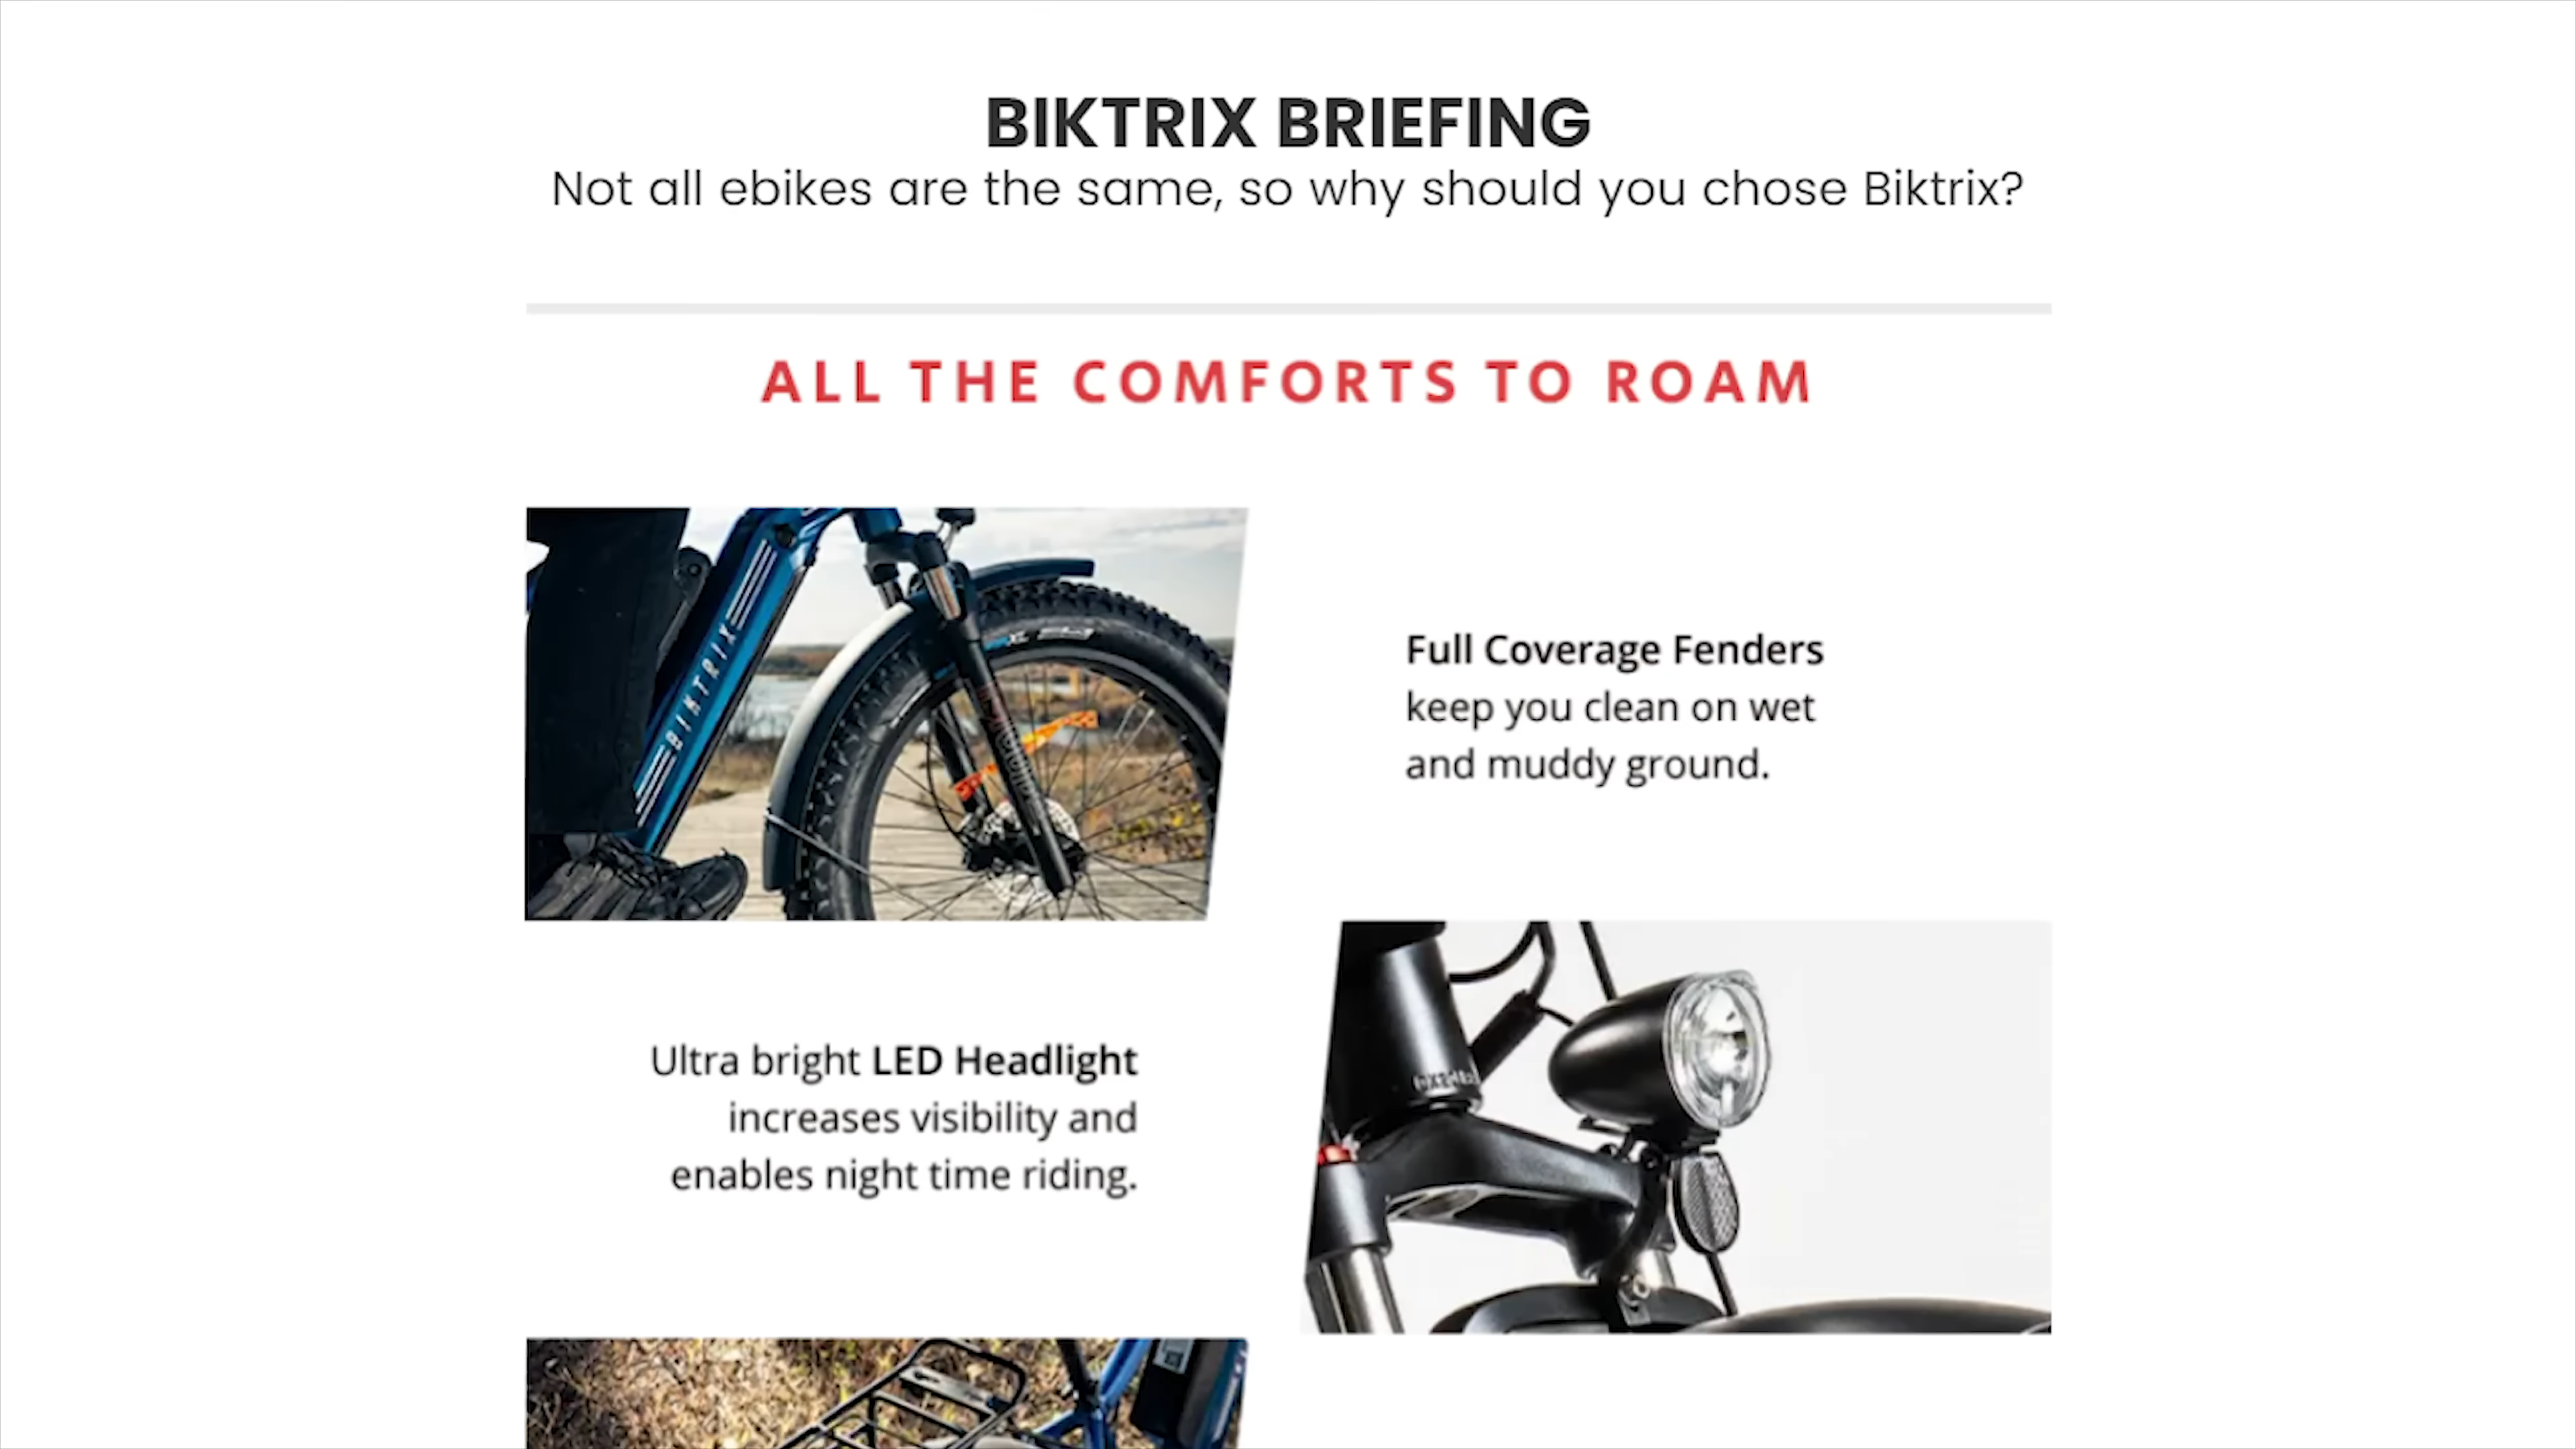 BIKTRIX BRIEFING
Not all ebikes are the same, so why should you chose Biktrix?
ALL THE COMFORTS TO ROAM
BIKTRIX
Full Coverage Fenders
keep you clean on wet
and muddy ground.
Ultra bright LED Headlight
increases visibility and
enables night time riding.